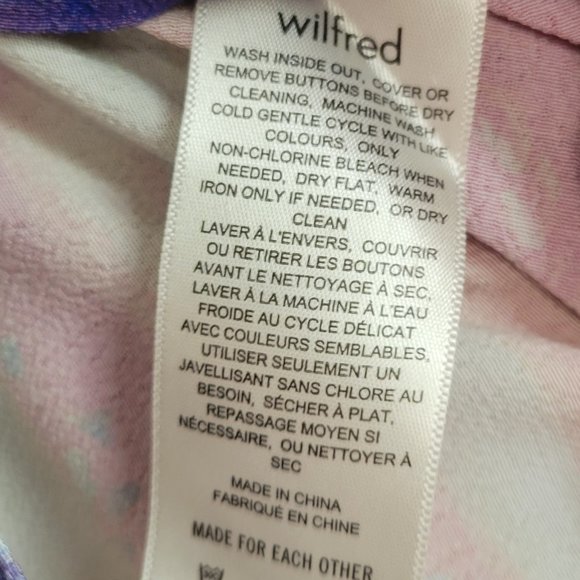 wilfred
WASH INSIDE OUT, COVER OR
REMOVE BUTTONS BEFORE DRY
CLEANING, MACHINE WASH
COLD GENTLE CYCLE WITH LIKE
COLOURS, ONLY
NON-CHLORINE BLEACH WHEN
NEEDED, DRY FLAT, WARM
IRON ONLY IF NEEDED, OR DRY
CLEAN
LAVER À L'ENVERS, COUVRIR
OU RETIRER LES BOUTONS
AVANT LE NETTOYAGE À SEC,
LAVER À LA MACHINE À L'EAU
FROIDE AU CYCLE DÉLICAT
AVEC COULEURS SEMBLABLES,
UTILISER SEULEMENT UN
JAVELLISANT SANS CHLORE AU
BESOIN, SÉCHER À PLAT,
REPASSAGE MOYEN SI
NÉCESSAIRE, OU NETTOYER À
SEC
MADE IN CHINA
FABRIQUÉ EN CHINE
MADE FOR EACH OTHER